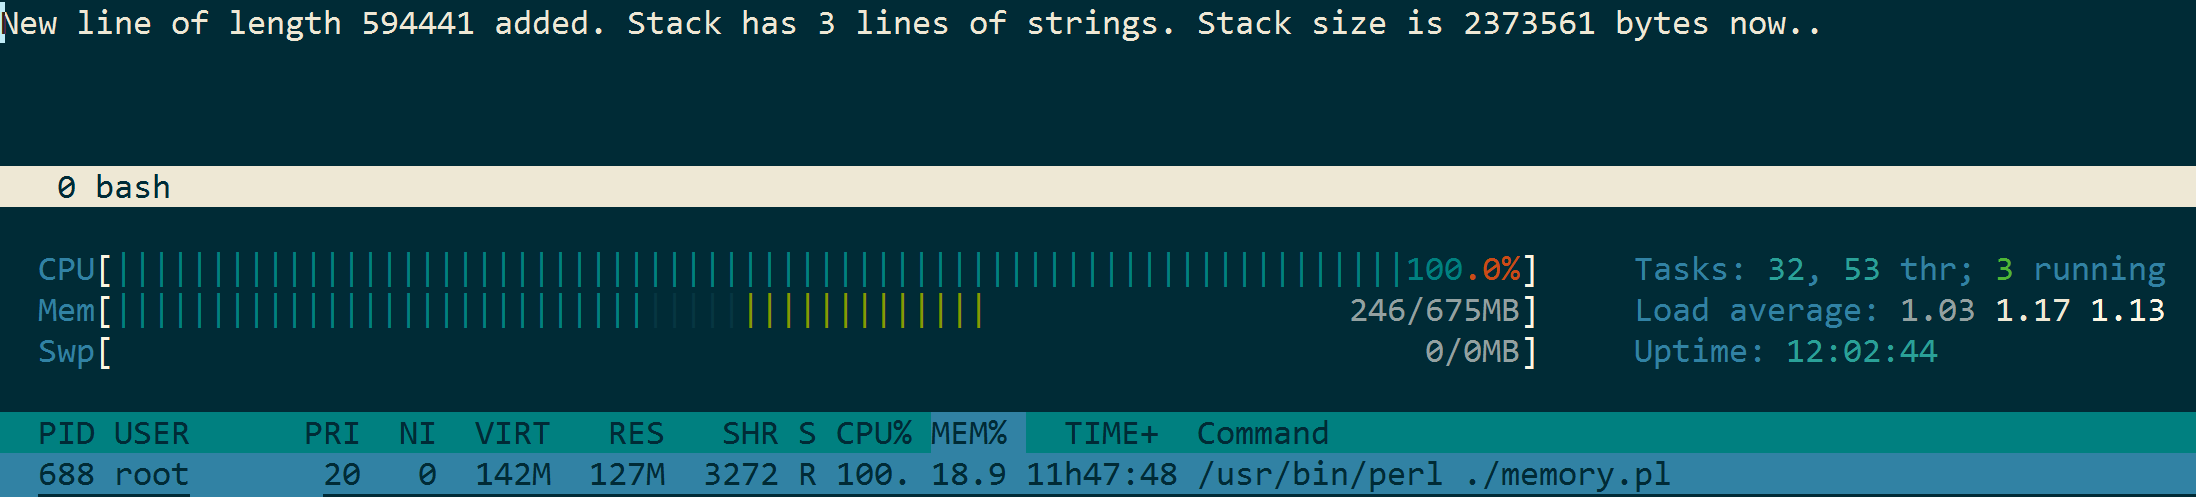 New line of length 594441 added. Stack has 3 lines of strings. Stack size is 2373561 bytes now..
0 bash
CPU[||||||||||||||||||||||||||||||||||||||||||||||||||||||||||||||||||||100.0%] Tasks: 32, 53 thr; 3 running
Mem[|||||||||||||||||||||||||||||||||||||||||||||| 246/675MB] Load average: 1.03 1.17 1.13
Swp[ 0/0MB] Uptime: 12:02:44
PID USER PRI NI VIRT RES SHR S CPU% MEM% TIME+ Command
688 root 20 0 142M 127M 3272 R 100. 18.9 11h47:48 /usr/bin/perl ./memory.pl